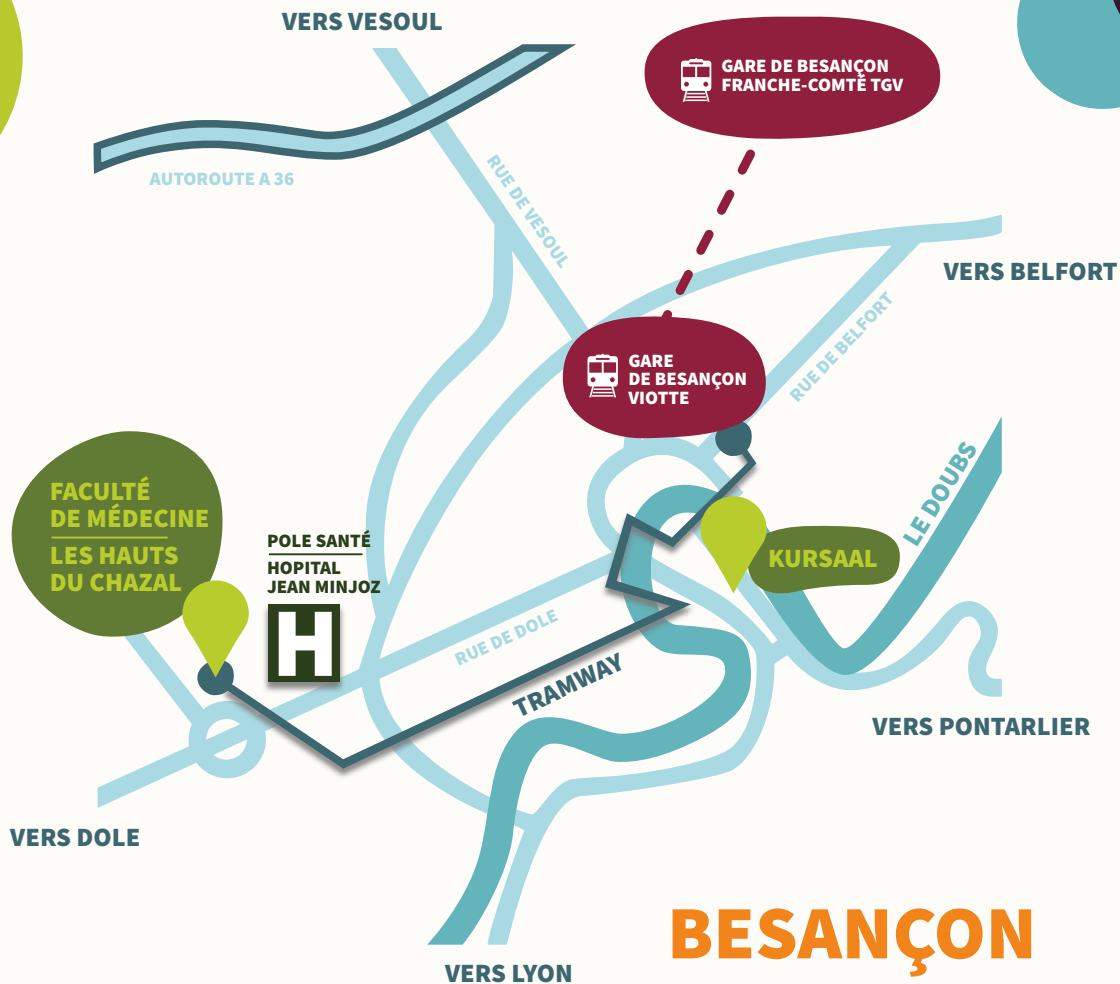 VERS VESOUL
GARE DE BESANÇON
FRANCHE-COMTÉ TGV
AUTOROUTE A 36
RUE DE VESOUL
VERS BELFORT
RUE DE BELFORT
GARE
DE BESANÇON
VIOTTE
LE DOUBS
FACULTÉ
DE MÉDECINE
LES HAUTS
DU CHAZAL
POLE SANTÉ
HOPITAL
JEAN MINJOZ
H
KURSAAL
RUE DE DOLE
TRAMWAY
VERS PONTARLIER
VERS DOLE
BESANÇON
VERS LYON